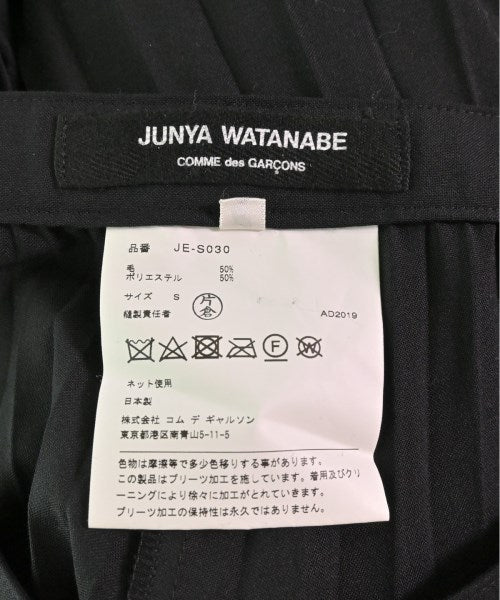 JUNYA WATANABE
COMME des GARÇONS
品番 JE-S030
毛 50%
ポリエステル 50%
サイズ S
縫製責任者 片倉 AD2019
F W
ネット使用
日本製
株式会社 コム デ ギャルソン
東京都港区南青山5-11-5
色物は摩擦等で多少色移りする事があります。
この製品はプリーツ加工を施しています。着用及びクリ
ーニングにより徐々に加工がとれていきます。
プリーツ加工の保持性は永久ではありません。